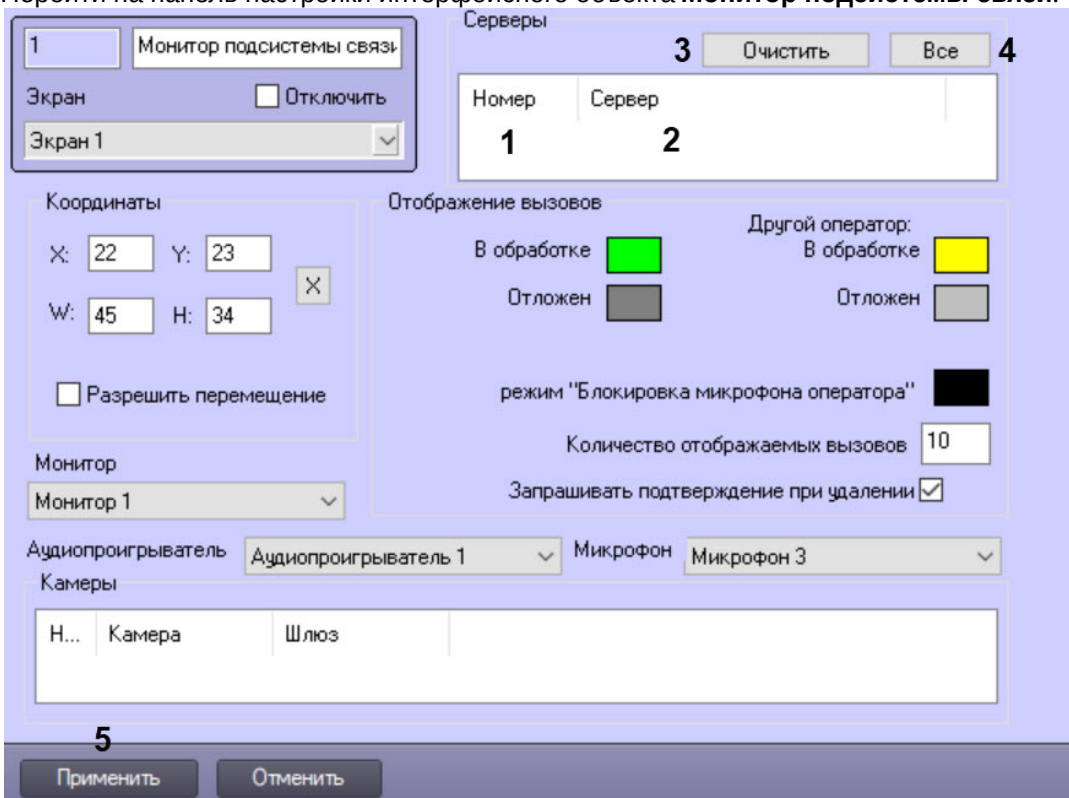 Перейти на панель настройки интерфейсного объекта Монитор подсистемы связи.
1 Монитор подсистемы связи
Экран Отключить
Экран 1
Серверы
3 Очистить Все 4
Номер Сервер
1 2
Координаты
X: 22 Y: 23
X
W: 45 H: 34
Разрешить перемещение
Отображение вызовов
Другой оператор:
В обработке В обработке
Отложен Отложен
режим "Блокировка микрофона оператора"
Количество отображаемых вызовов 10
Запрашивать подтверждение при удалении
Монитор
Монитор 1
Аудиопроигрыватель Аудиопроигрыватель 1 Микрофон Микрофон 3
Камеры
Н... Камера Шлюз
5
Применить Отменить